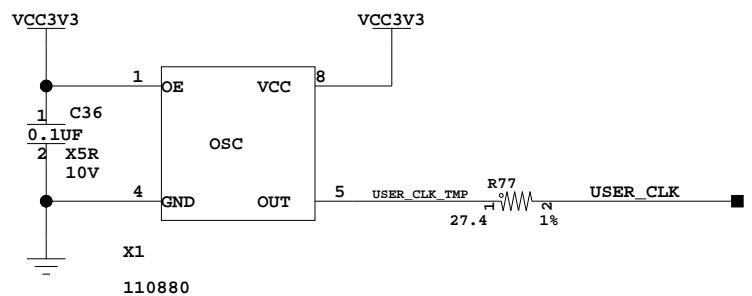 VCC3V3
VCC3V3
1
OE
VCC
8
1
C36
0.1UF
2
X5R
10V
OSC
4
GND
OUT
5
USER_CLK_TMP
R77
1
2
27.4
1%
USER_CLK
X1
110880